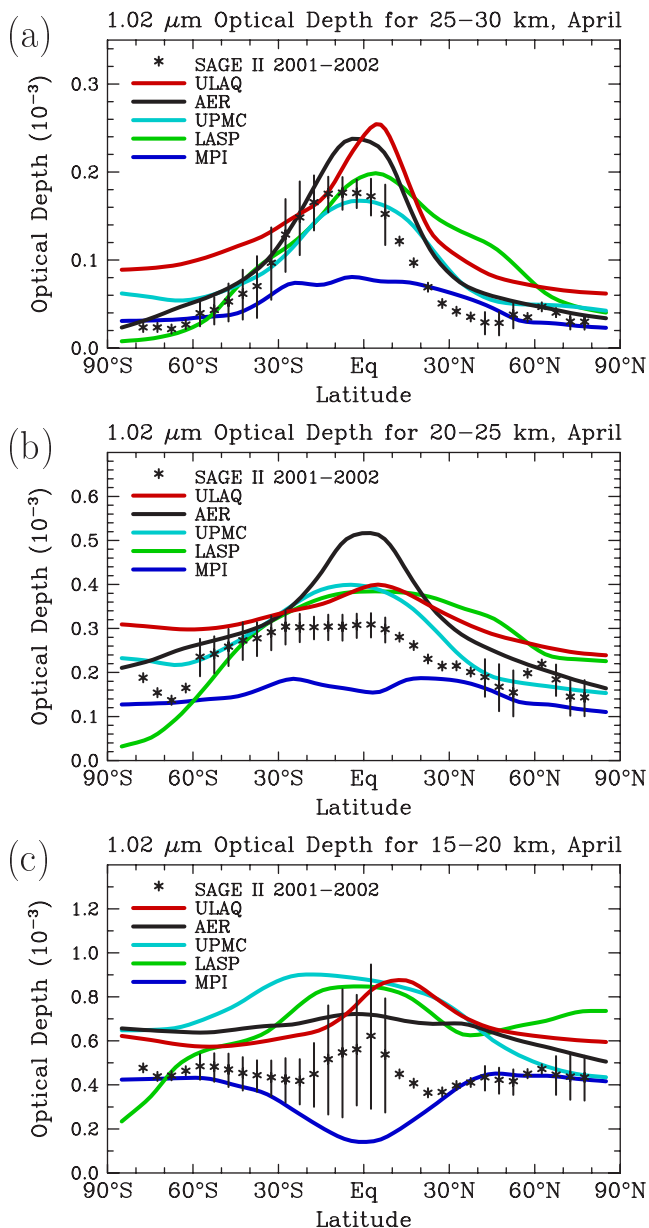 (a)
1.02 μm Optical Depth for 25−30 km, April
Optical Depth (10⁻³)
0.3
0.2
0.1
0.0
* SAGE II 2001−2002
ULAQ
AER
UPMC
LASP
MPI
90°S 60°S 30°S Eq 30°N 60°N 90°N
Latitude
(b)
1.02 μm Optical Depth for 20−25 km, April
Optical Depth (10⁻³)
0.6
0.5
0.4
0.3
0.2
0.1
0.0
* SAGE II 2001−2002
ULAQ
AER
UPMC
LASP
MPI
90°S 60°S 30°S Eq 30°N 60°N 90°N
Latitude
(c)
1.02 μm Optical Depth for 15−20 km, April
Optical Depth (10⁻³)
1.2
1.0
0.8
0.6
0.4
0.2
0.0
* SAGE II 2001−2002
ULAQ
AER
UPMC
LASP
MPI
90°S 60°S 30°S Eq 30°N 60°N 90°N
Latitude